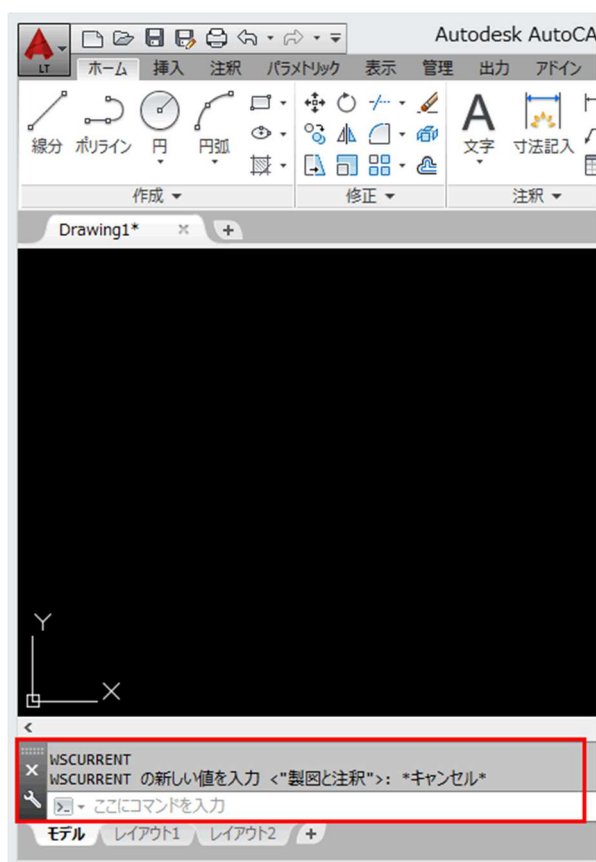 Autodesk AutoCA
LT
ホーム 挿入 注釈 パラメトリック 表示 管理 出力 アドイン
線分 ポリライン 円 円弧 文字 寸法記入
作成 修正 注釈
Drawing1*
Y
X
WSCURRENT
WSCURRENT の新しい値を入力 <"製図と注釈">: *キャンセル*
ここにコマンドを入力
モデル レイアウト1 レイアウト2